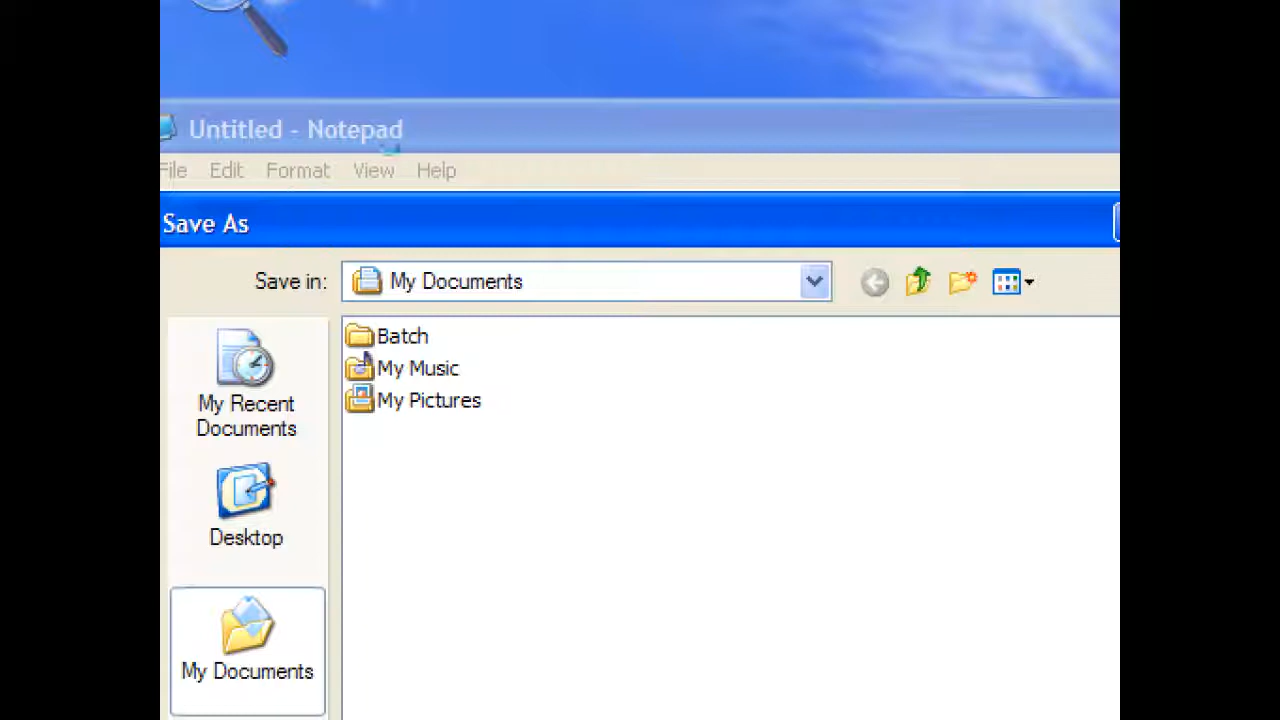 Untitled - Notepad
File Edit Format View Help
Save As
Save in: My Documents
Batch
My Music
My Pictures
My Recent
Documents
Desktop
My Documents